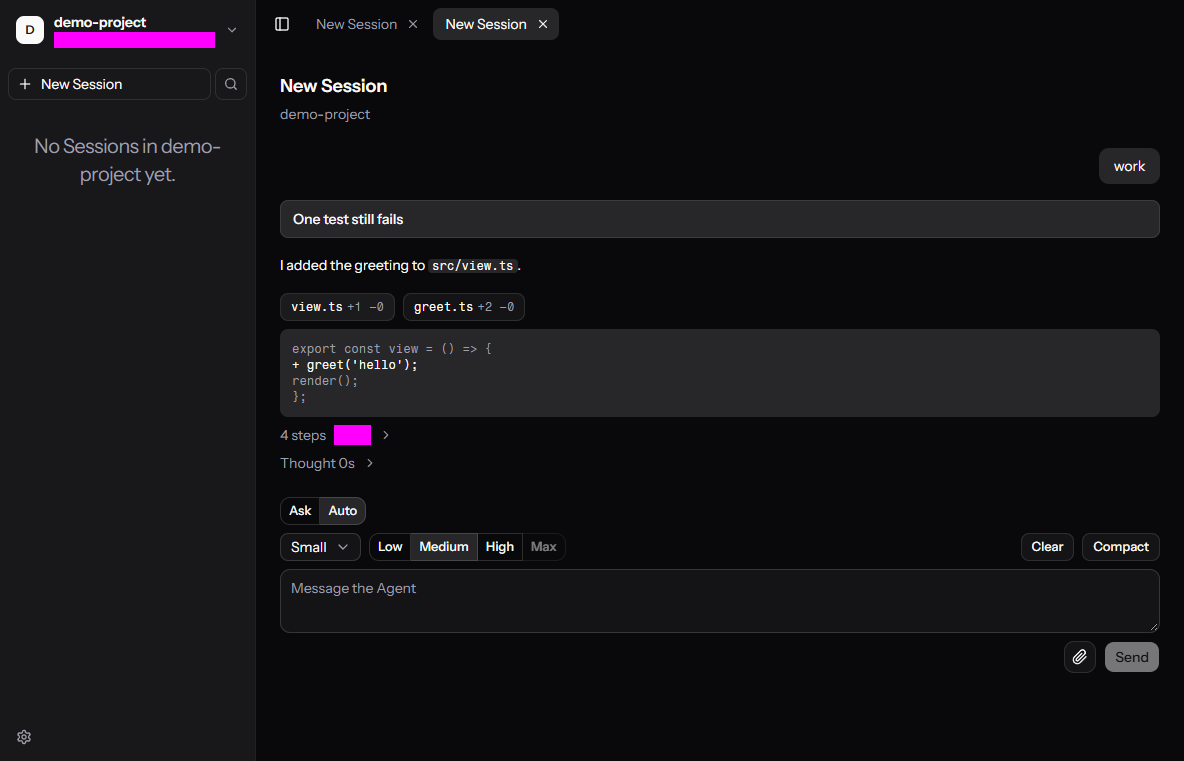 D
demo-project
New Session
No Sessions in demo-
project yet.
New Session
New Session
New Session
demo-project
work
One test still fails
I added the greeting to src/view.ts.
view.ts +1 −0
greet.ts +2 −0
export const view = () => {
+ greet('hello');
render();
};
4 steps
Thought 0s
Ask
Auto
Small
Low
Medium
High
Max
Clear
Compact
Message the Agent
Send